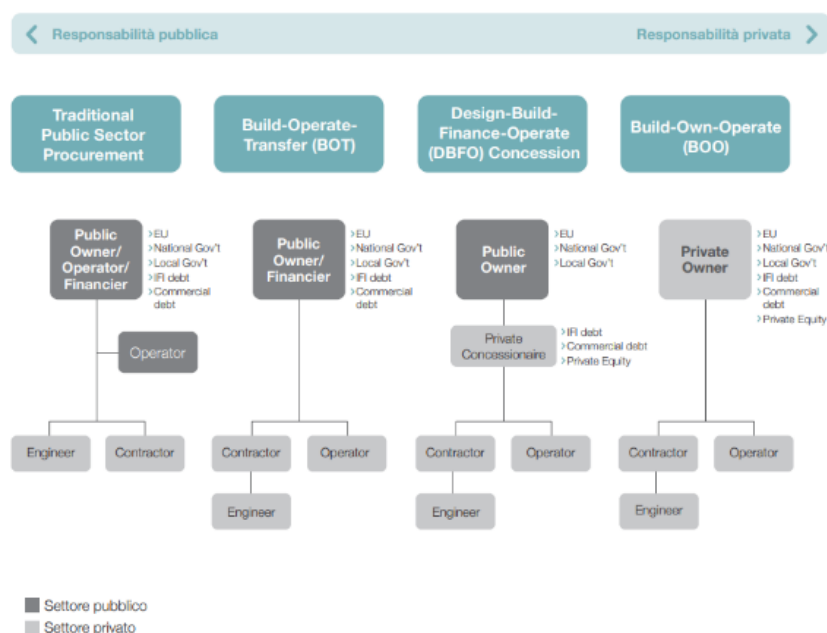 Responsabilità pubblica
Responsabilità privata
Traditional
Public Sector
Procurement
Build-Operate-
Transfer (BOT)
Design-Build-
Finance-Operate
(DBFO) Concession
Build-Own-Operate
(BOO)
Public
Owner/
Operator/
Financier
>EU
>National Gov't
>Local Gov't
>IFI debt
>Commercial
debt
Operator
Engineer
Contractor
Public
Owner/
Financier
>EU
>National Gov't
>Local Gov't
>IFI debt
>Commercial
debt
Contractor
Operator
Engineer
Public
Owner
>EU
>National Gov't
>Local Gov't
Private
Concessionaire
>IFI debt
>Commercial debt
>Private Equity
Contractor
Operator
Engineer
Private
Owner
>EU
>National Gov't
>Local Gov't
>IFI debt
>Commercial
debt
>Private Equity
Contractor
Operator
Engineer
Settore pubblico
Settore privato